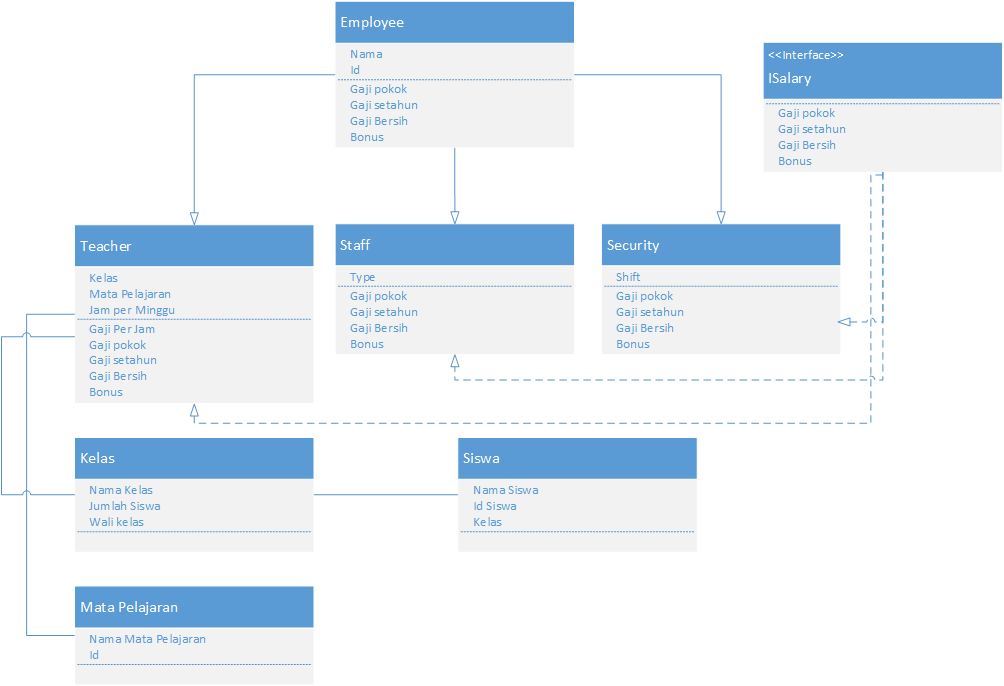 Employee
Nama
Id
Gaji pokok
Gaji setahun
Gaji Bersih
Bonus
<<Interface>>
ISalary
Gaji pokok
Gaji setahun
Gaji Bersih
Bonus
Teacher
Kelas
Mata Pelajaran
Jam per Minggu
Gaji Per Jam
Gaji pokok
Gaji setahun
Gaji Bersih
Bonus
Staff
Type
Gaji pokok
Gaji setahun
Gaji Bersih
Bonus
Security
Shift
Gaji pokok
Gaji setahun
Gaji Bersih
Bonus
Kelas
Nama Kelas
Jumlah Siswa
Wali kelas
Siswa
Nama Siswa
Id Siswa
Kelas
Mata Pelajaran
Nama Mata Pelajaran
Id